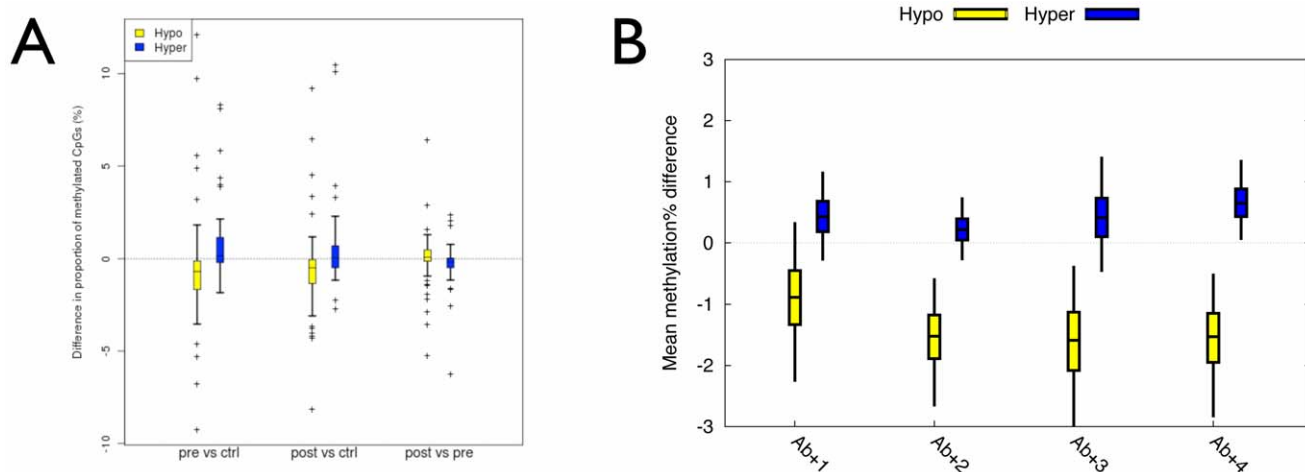 A
Hypo
Hyper
Difference in proportion of methylated CpGs (%)
10
5
0
-5
-10
pre vs ctrl post vs ctrl post vs pre
B
Hypo Hyper
Mean methylation% difference
3
2
1
0
-1
-2
-3
Ab+1 Ab+2 Ab+3 Ab+4